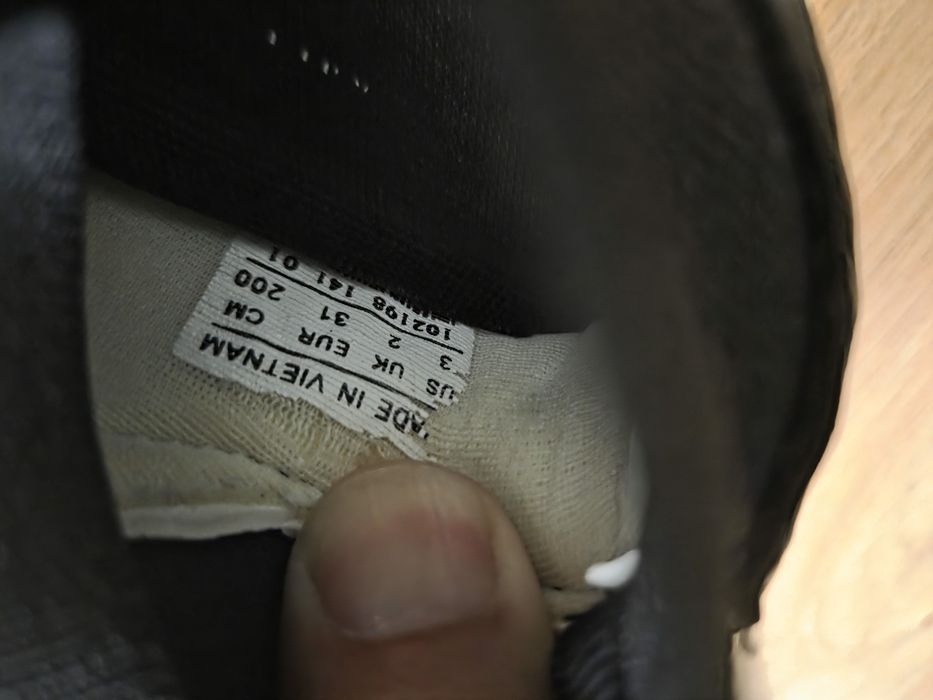 ADE IN VIETNAM
US UK EUR CM
3 2 31 200
102198 141 01